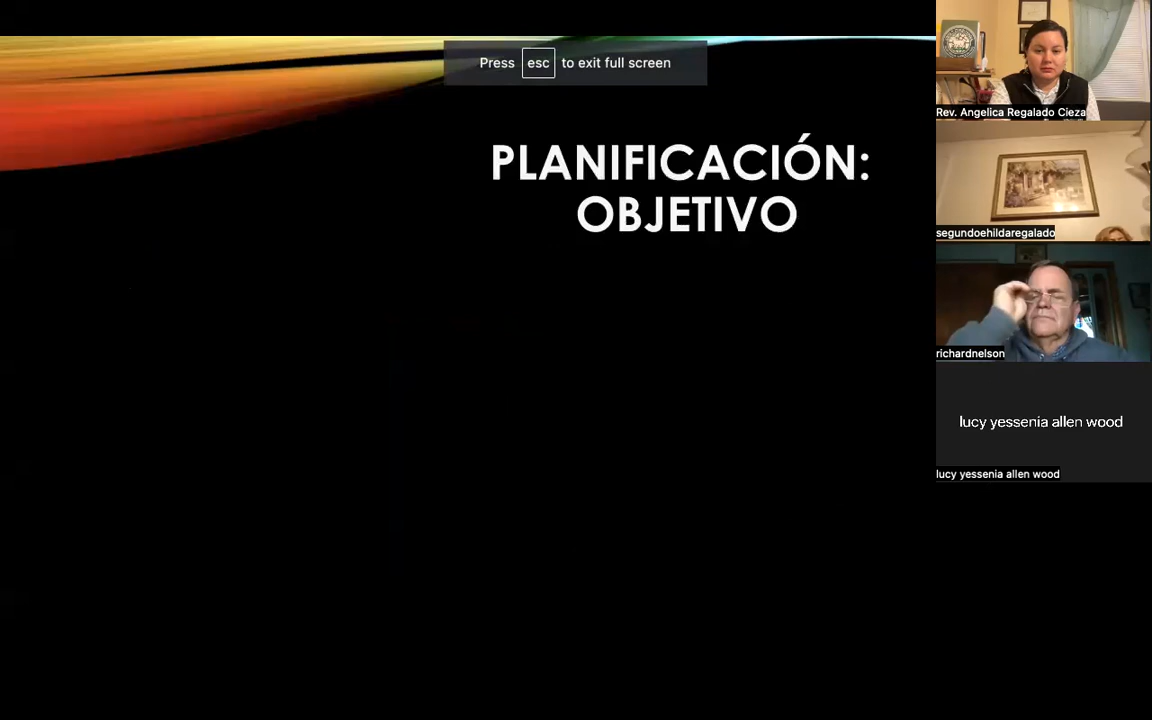 Press esc to exit full screen
PLANIFICACIÓN:
OBJETIVO
Rev. Angelica Regalado Cieza
segundoehildaregalado
richardnelson
lucy yessenia allen wood
lucy yessenia allen wood